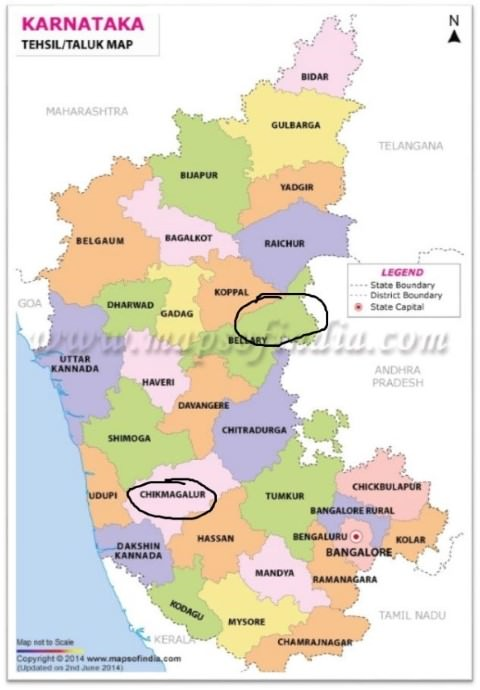 KARNATAKA
TEHSIL/TALUK MAP
N
BIDAR
MAHARASHTRA
GULBARGA
TELANGANA
BIJAPUR
YADGIR
BELGAUM
BAGALKOT
RAICHUR
LEGEND
State Boundary
District Boundary
State Capital
KOPPAL
GOA
DHARWAD
GADAG
BELLARY
www.mapsofindia.com
UTTAR
KANNADA
HAVERI
ANDHRA
PRADESH
DAVANGERE
CHITRADURGA
SHIMOGA
UDUPI
CHIKMAGALUR
TUMKUR
CHICKBULAPUR
BANGALORE RURAL
HASSAN
BENGALURU
BANGALORE
KOLAR
DAKSHIN
KANNADA
MANDYA
RAMANAGARA
KODAGU
MYSORE
TAMIL NADU
KERALA
CHAMRAJNAGAR
Map not to Scale
Copyright © 2014 www.mapsofindia.com
(Updated on 2nd June 2014)